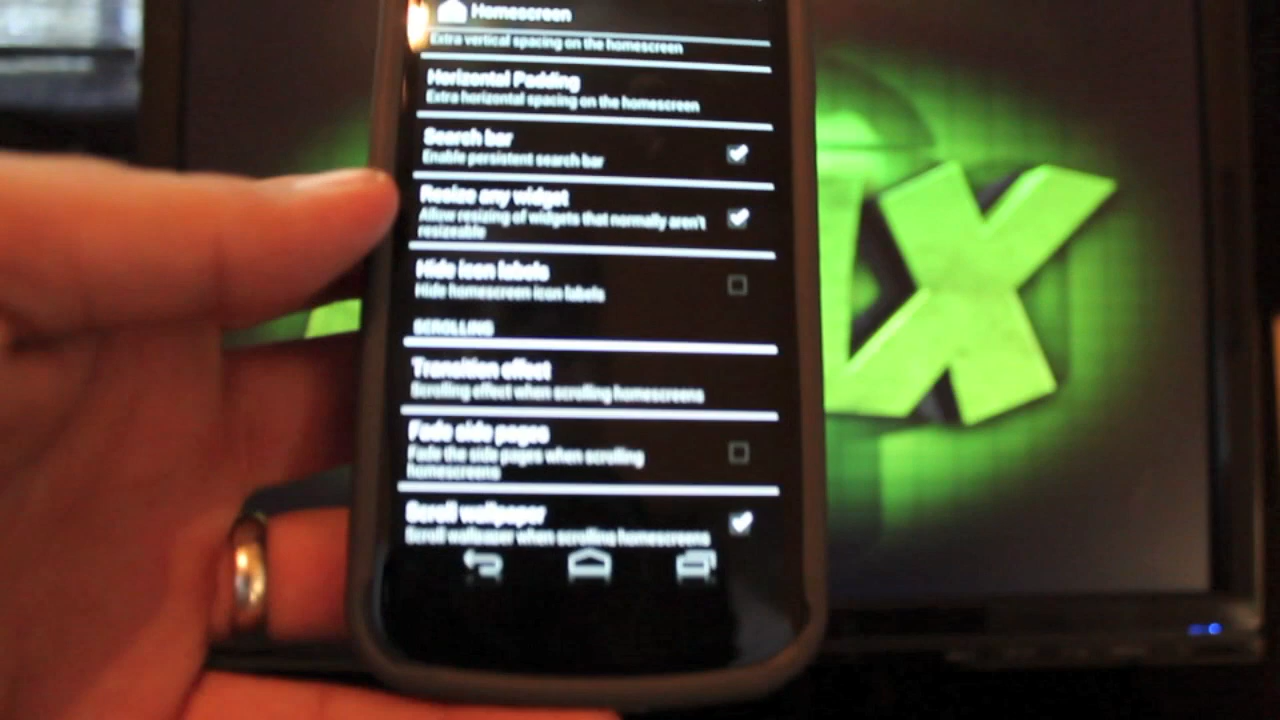 Homescreen
Extra vertical spacing on the homescreen
Horizontal Padding
Extra horizontal spacing on the homescreen
Search bar
Enable persistent search bar
Resize any widget
Allow resizing of widgets that normally aren't
resizeable
Hide icon labels
Hide homescreen icon labels
SCROLLING
Transition effect
Scrolling effect when scrolling homescreens
Fade side pages
Fade the side pages when scrolling
homescreens
Scroll wallpaper
Scroll wallpaper when scrolling homescreens
X